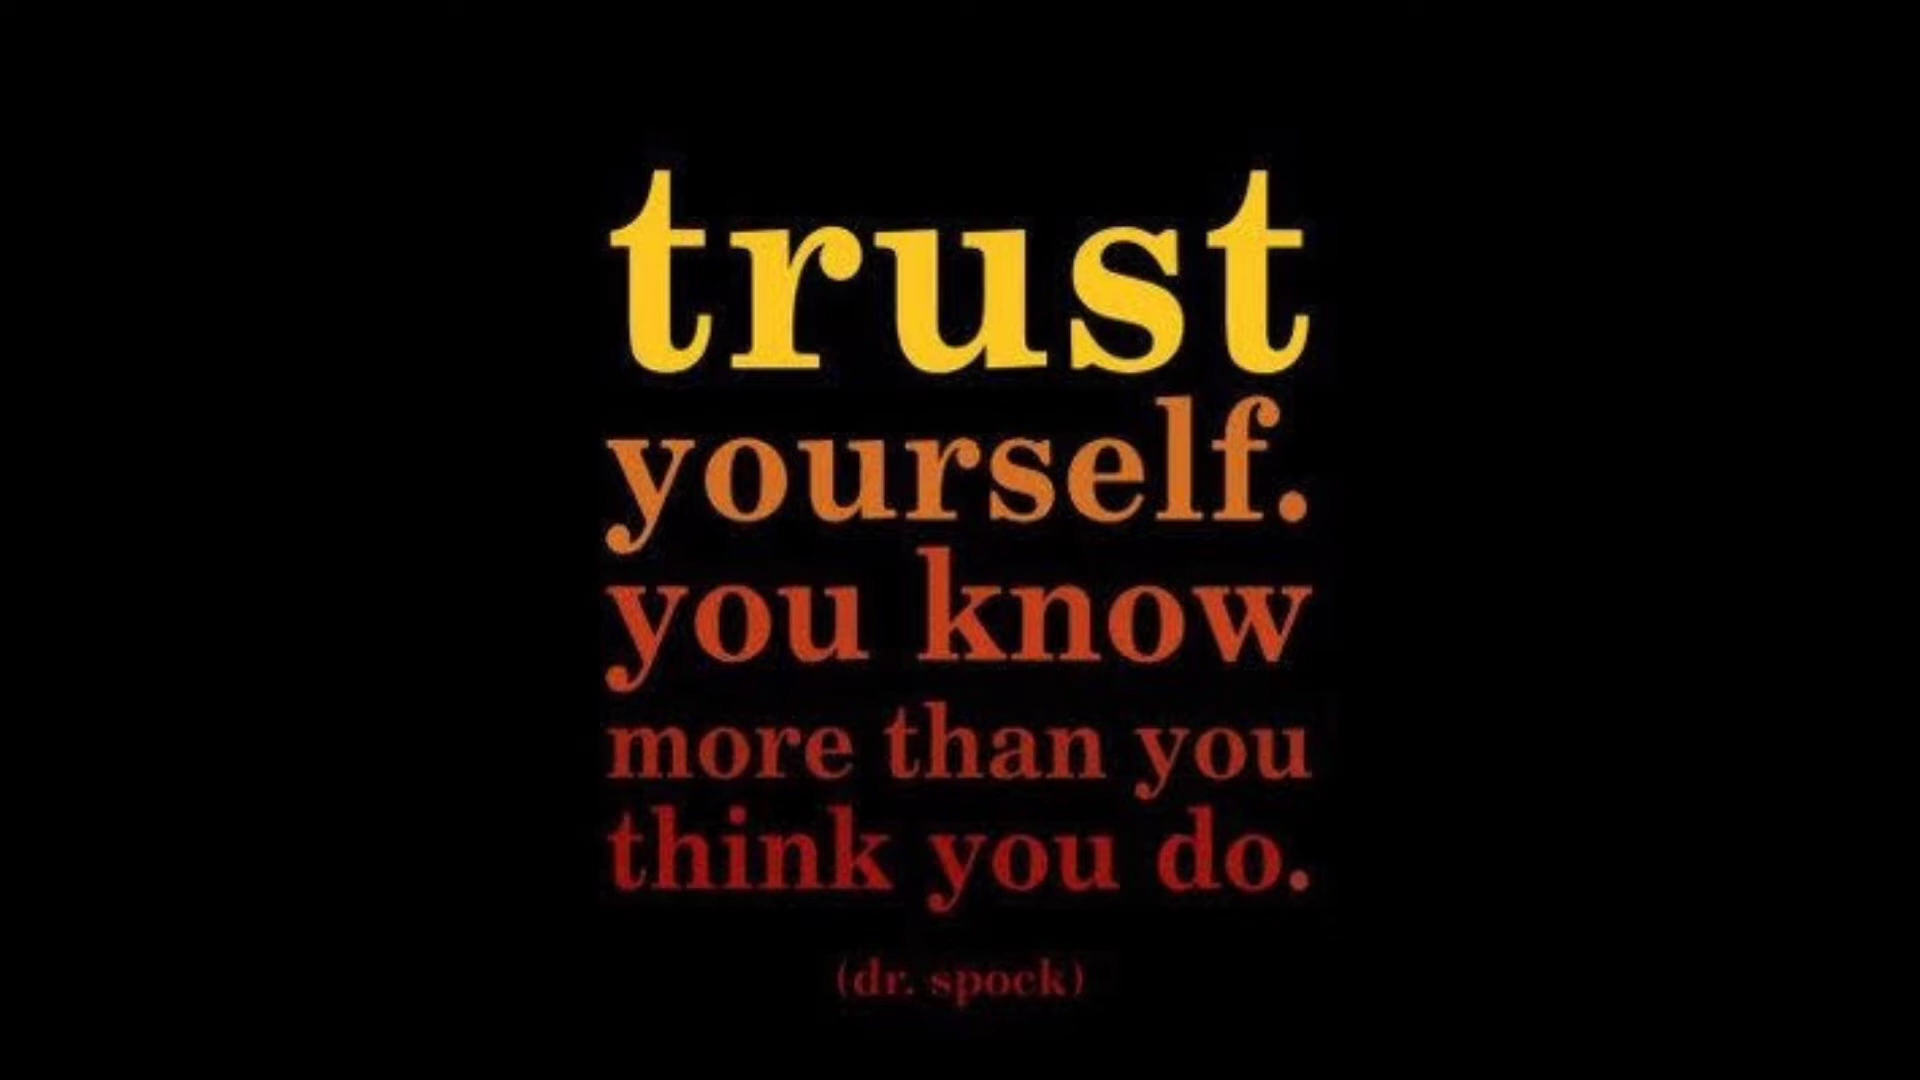 trust
yourself.
you know
more than you
think you do.
(dr. spock)